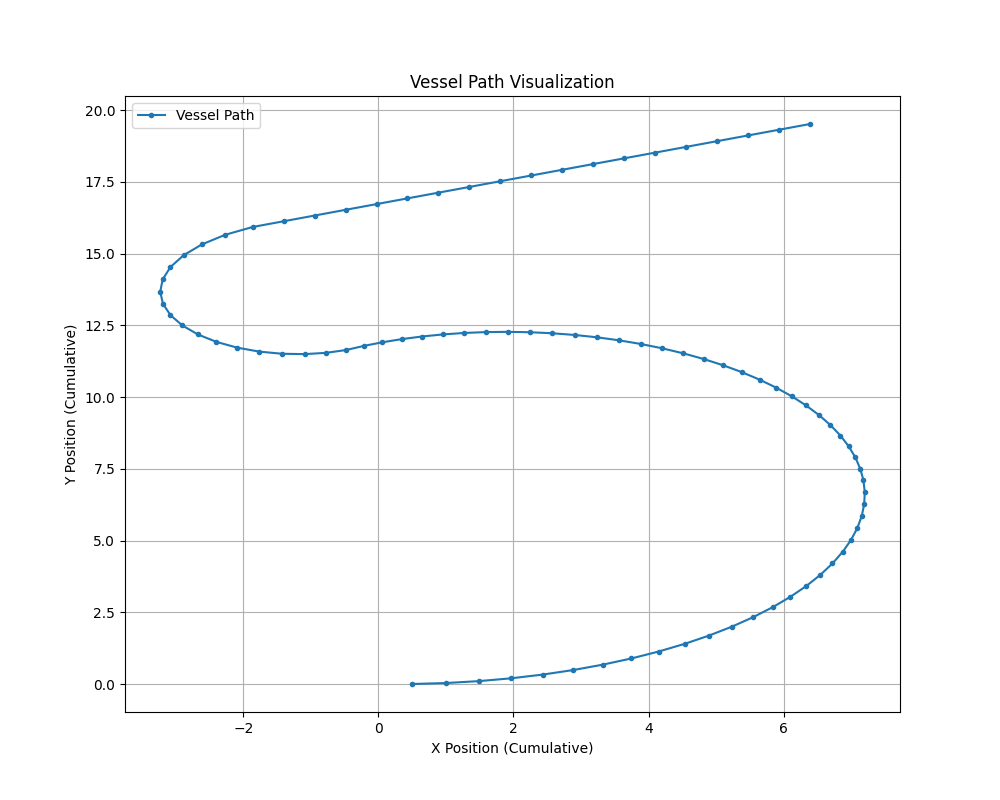 Vessel Path Visualization
Vessel Path
20.0
17.5
15.0
12.5
10.0
7.5
5.0
2.5
0.0
Y Position (Cumulative)
−2 0 2 4 6
X Position (Cumulative)